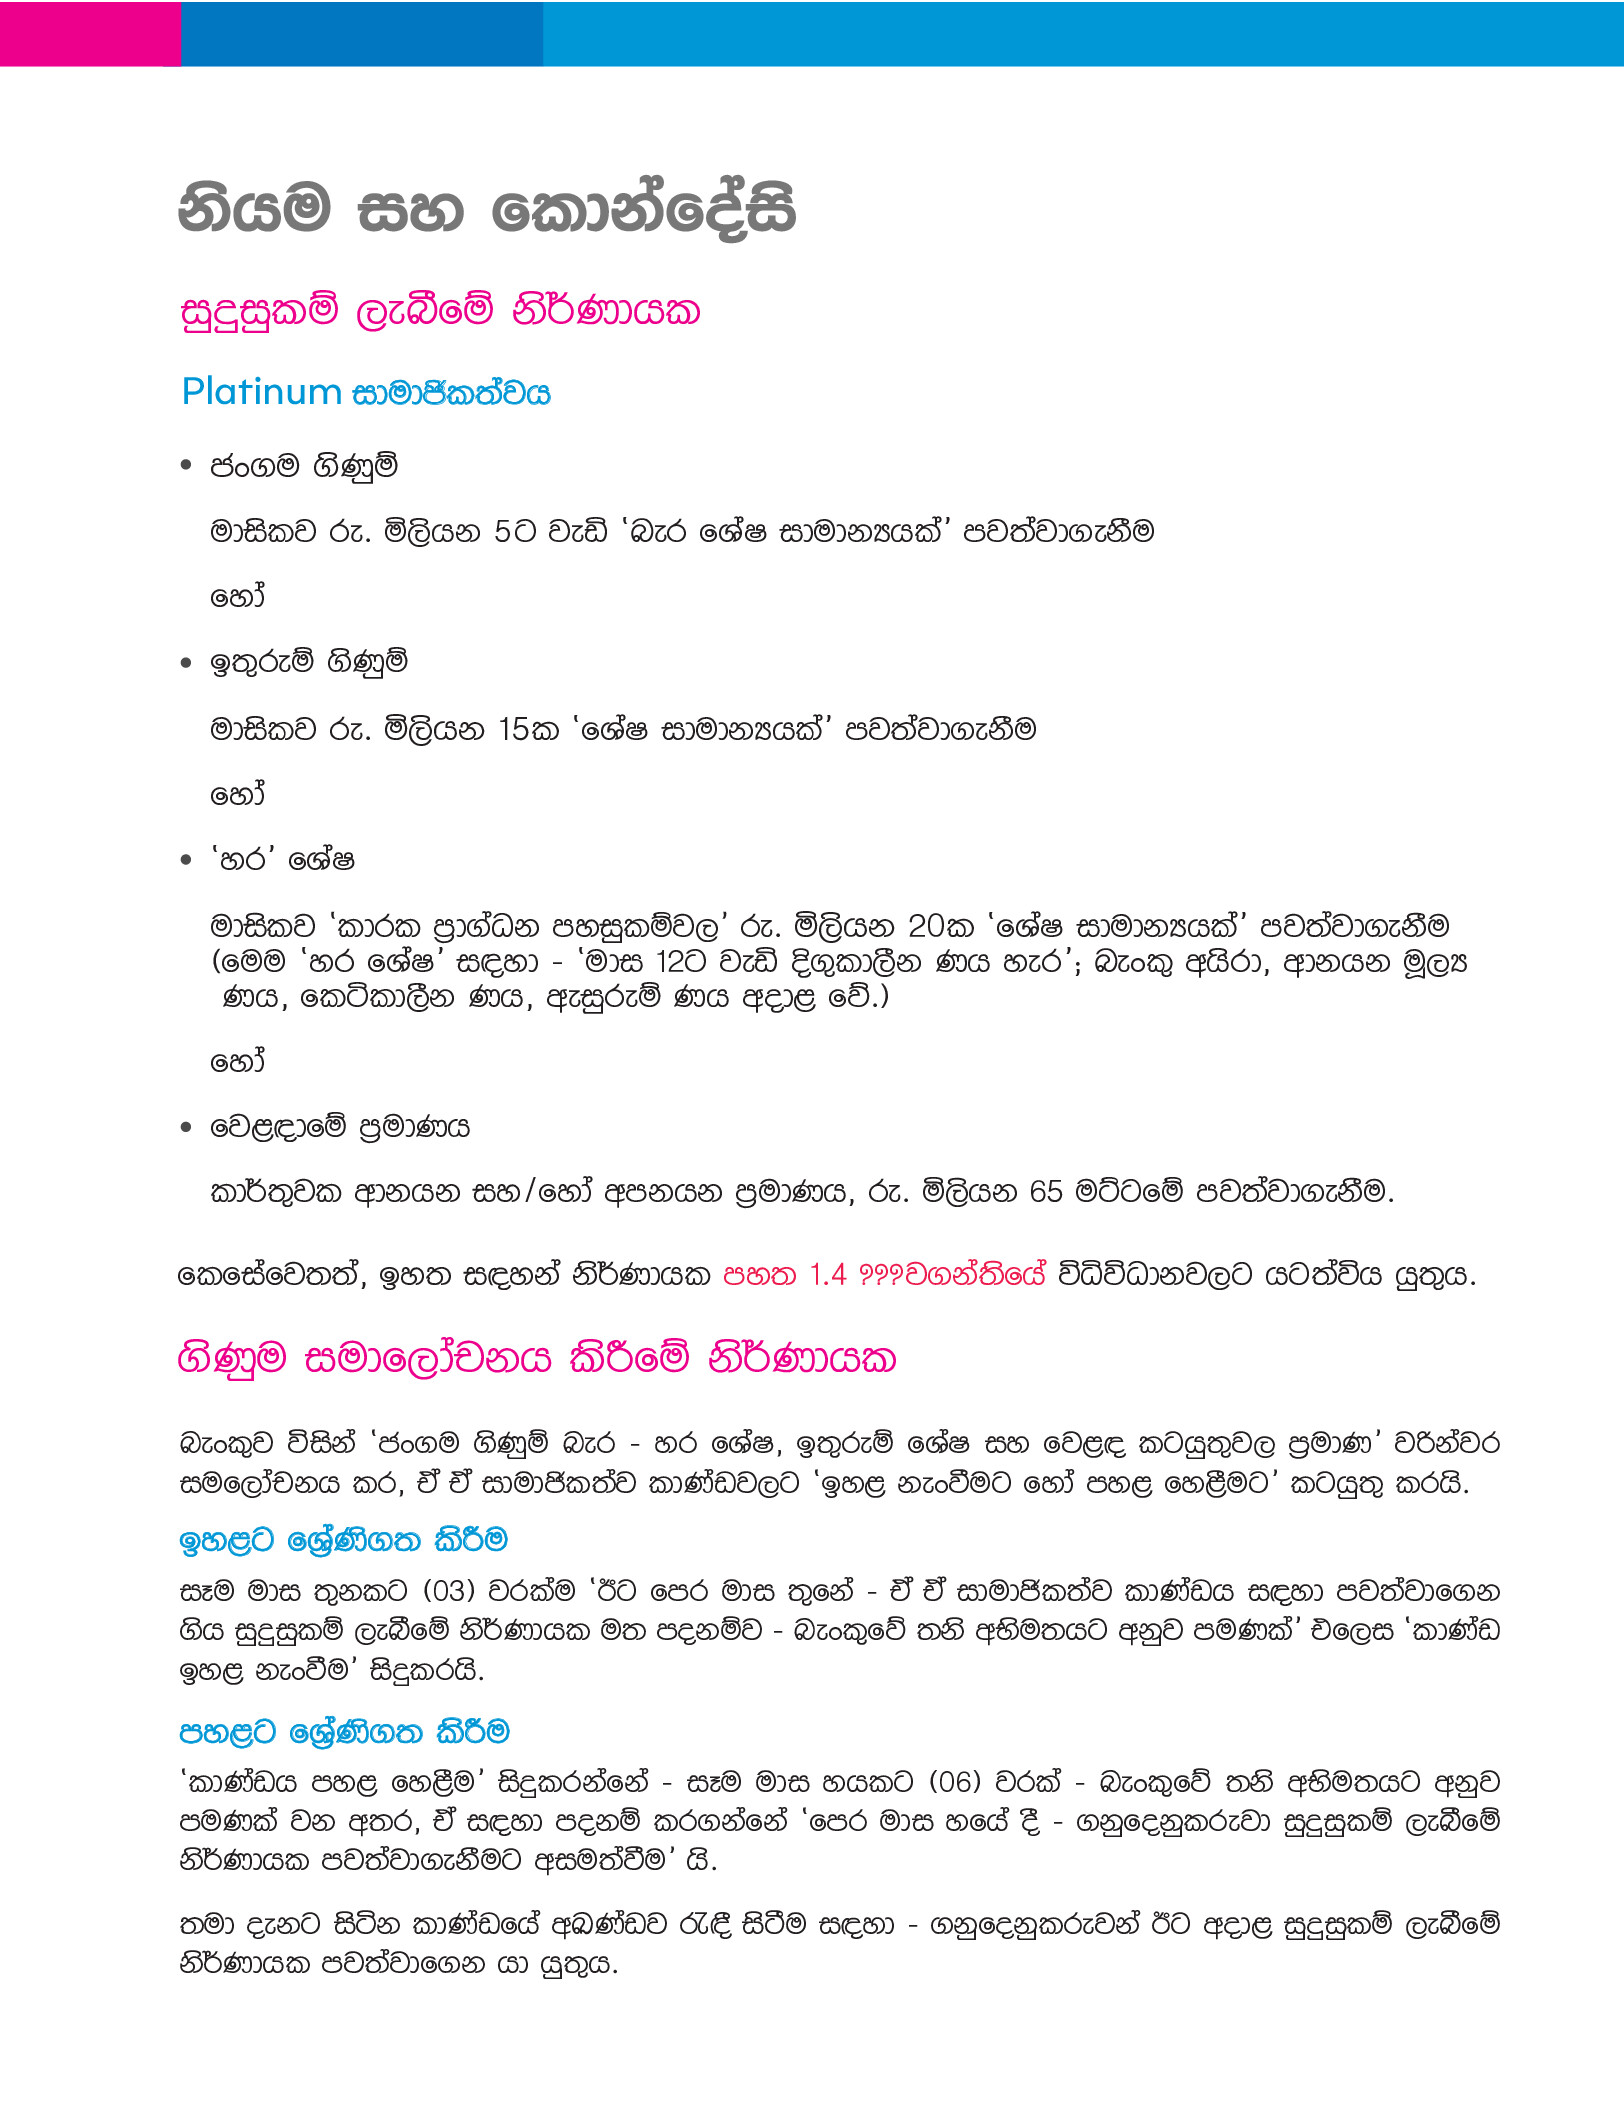 නියම සහ කොන්දේසි
සුදුසුකම් ලැබීමේ නිර්ණායක
Platinum සාමාජිකත්වය
• ජංගම ගිණුම්
මාසිකව රු. මිලියන 5ට වැඩි ‘බැර ශේෂ සාමාන්‍යයක්’ පවත්වාගැනීම
හෝ
• ඉතුරුම් ගිණුම්
මාසිකව රු. මිලියන 15ක ‘ශේෂ සාමාන්‍යයක්’ පවත්වාගැනීම
හෝ
• ‘හර’ ශේෂ
මාසිකව ‘කාරක ප්‍රාග්ධන පහසුකම්වල’ රු. මිලියන 20ක ‘ශේෂ සාමාන්‍යයක්’ පවත්වාගැනීම
(මෙම ‘හර ශේෂ’ සඳහා - ‘මාස 12ට වැඩි දිගුකාලීන ණය හැර’; බැංකු අයිරා, ආනයන මූල්‍ය
ණය, කෙටිකාලීන ණය, ඇසුරුම් ණය අදාළ වේ.)
හෝ
• වෙළඳාමේ ප්‍රමාණය
කාර්තුවක ආනයන සහ/හෝ අපනයන ප්‍රමාණය, රු. මිලියන 65 මට්ටමේ පවත්වාගැනීම.
කෙසේවෙතත්, ඉහත සඳහන් නිර්ණායක පහත 1.4 ???වගන්තියේ විධිවිධානවලට යටත්විය යුතුය.
ගිණුම සමාලෝචනය කිරීමේ නිර්ණායක
බැංකුව විසින් ‘ජංගම ගිණුම් බැර - හර ශේෂ, ඉතුරුම් ශේෂ සහ වෙළඳ කටයුතුවල ප්‍රමාණ’ වරින්වර
සමලෝචනය කර, ඒ ඒ සාමාජිකත්ව කාණ්ඩවලට ‘ඉහළ නැංවීමට හෝ පහළ හෙළීමට’ කටයුතු කරයි.
ඉහළට ශ්‍රේණිගත කිරීම
සෑම මාස තුනකට (03) වරක්ම ‘ඊට පෙර මාස තුනේ - ඒ ඒ සාමාජිකත්ව කාණ්ඩය සඳහා පවත්වාගෙන
ගිය සුදුසුකම් ලැබීමේ නිර්ණායක මත පදනම්ව - බැංකුවේ තනි අභිමතයට අනුව පමණක්’ එලෙස ‘කාණ්ඩ
ඉහළ නැංවීම’ සිදුකරයි.
පහළට ශ්‍රේණිගත කිරීම
‘කාණ්ඩය පහළ හෙළීම’ සිදුකරන්නේ - සෑම මාස හයකට (06) වරක් - බැංකුවේ තනි අභිමතයට අනුව
පමණක් වන අතර, ඒ සඳහා පදනම් කරගන්නේ ‘පෙර මාස හයේ දී - ගනුදෙනුකරුවා සුදුසුකම් ලැබීමේ
නිර්ණායක පවත්වාගැනීමට අසමත්වීම’ යි.
තමා දැනට සිටින කාණ්ඩයේ අඛණ්ඩව රැඳී සිටීම සඳහා - ගනුදෙනුකරුවන් ඊට අදාළ සුදුසුකම් ලැබීමේ
නිර්ණායක පවත්වාගෙන යා යුතුය.